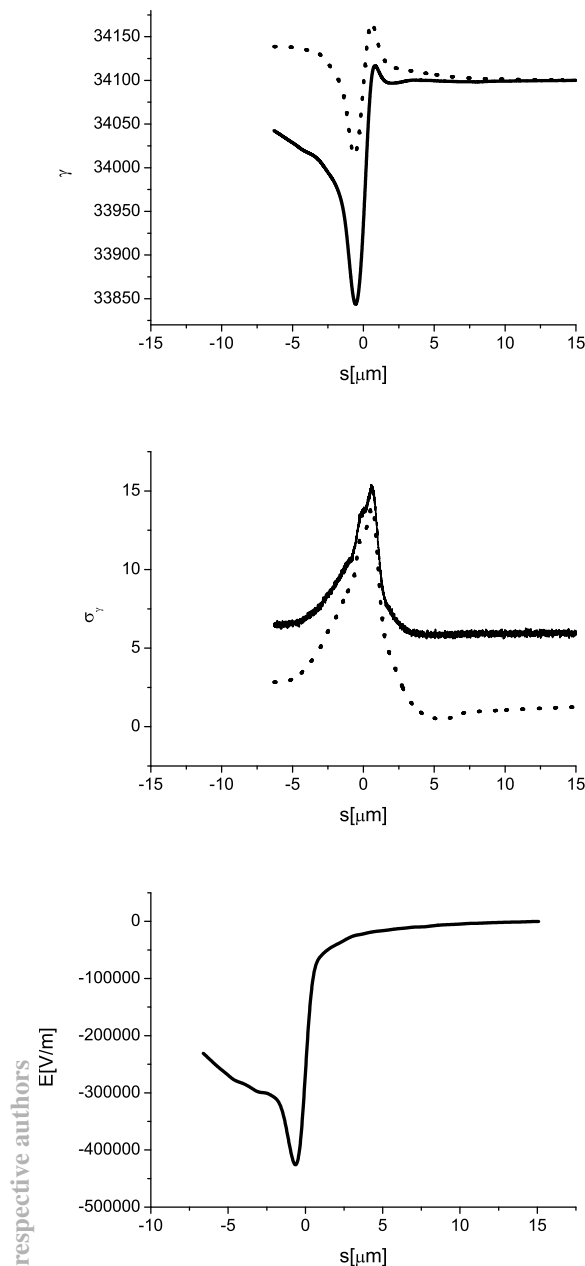 34150
34100
34050
34000
33950
33900
33850
γ
-15 -10 -5 0 5 10 15
s[μm]
15
10
5
0
σγ
-15 -10 -5 0 5 10 15
s[μm]
0
-100000
-200000
-300000
-400000
-500000
E[V/m]
-10 -5 0 5 10 15
s[μm]
respective authors